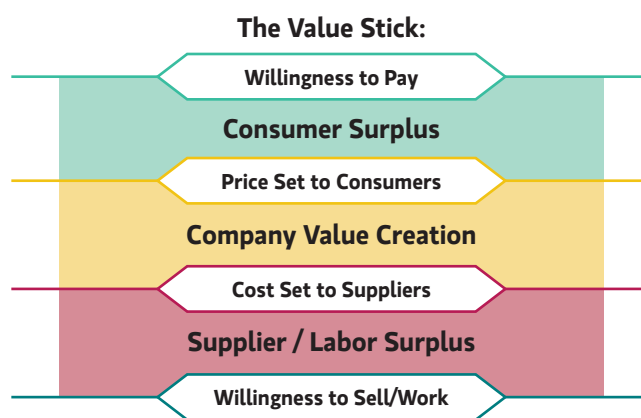 The Value Stick:
Willingness to Pay
Consumer Surplus
Price Set to Consumers
Company Value Creation
Cost Set to Suppliers
Supplier / Labor Surplus
Willingness to Sell/Work